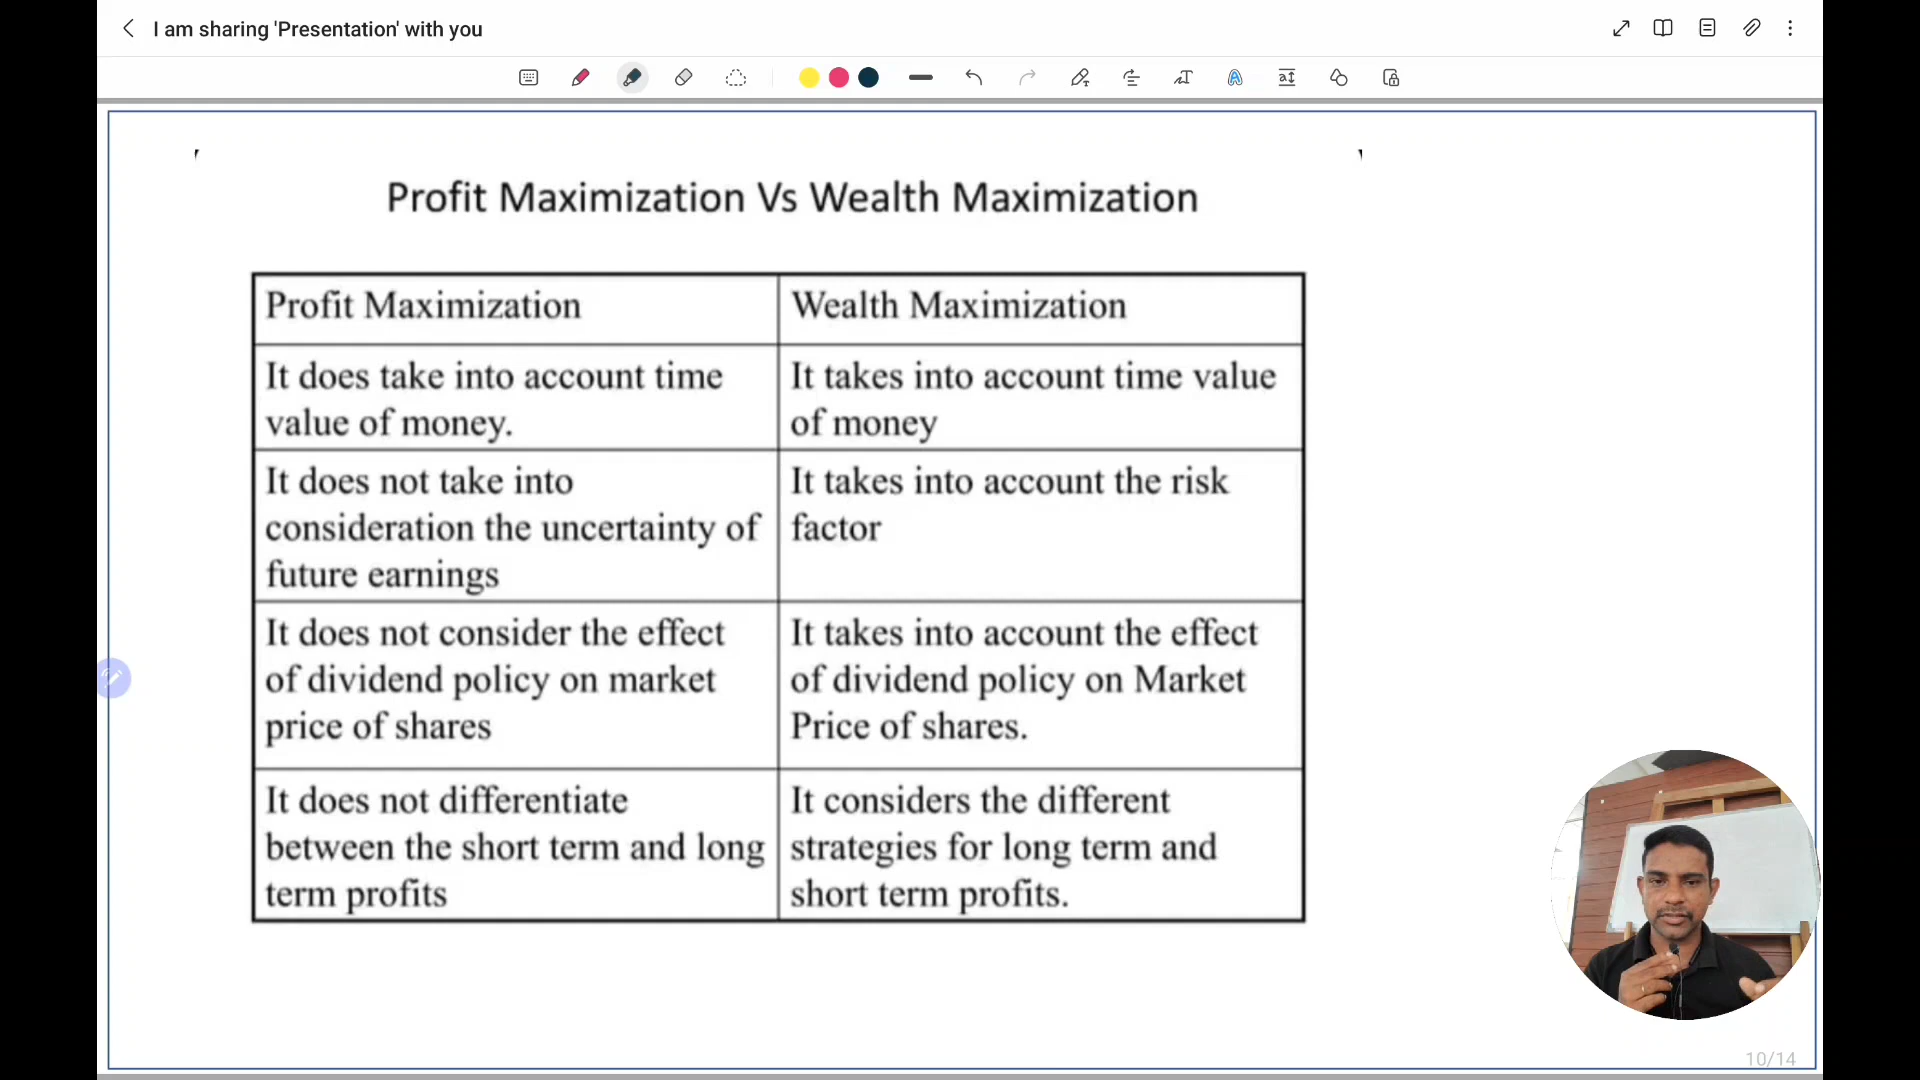 I am sharing 'Presentation' with you
Profit Maximization Vs Wealth Maximization
Profit Maximization
Wealth Maximization
It does take into account time
value of money.
It takes into account time value
of money
It does not take into
consideration the uncertainty of
future earnings
It takes into account the risk
factor
It does not consider the effect
of dividend policy on market
price of shares
It takes into account the effect
of dividend policy on Market
Price of shares.
It does not differentiate
between the short term and long
term profits
It considers the different
strategies for long term and
short term profits.
10/14